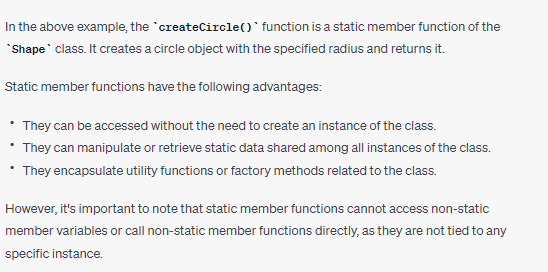 In the above example, the `createCircle()` function is a static member function of the
`Shape` class. It creates a circle object with the specified radius and returns it.
Static member functions have the following advantages:
• They can be accessed without the need to create an instance of the class.
• They can manipulate or retrieve static data shared among all instances of the class.
• They encapsulate utility functions or factory methods related to the class.
However, it's important to note that static member functions cannot access non-static
member variables or call non-static member functions directly, as they are not tied to any
specific instance.